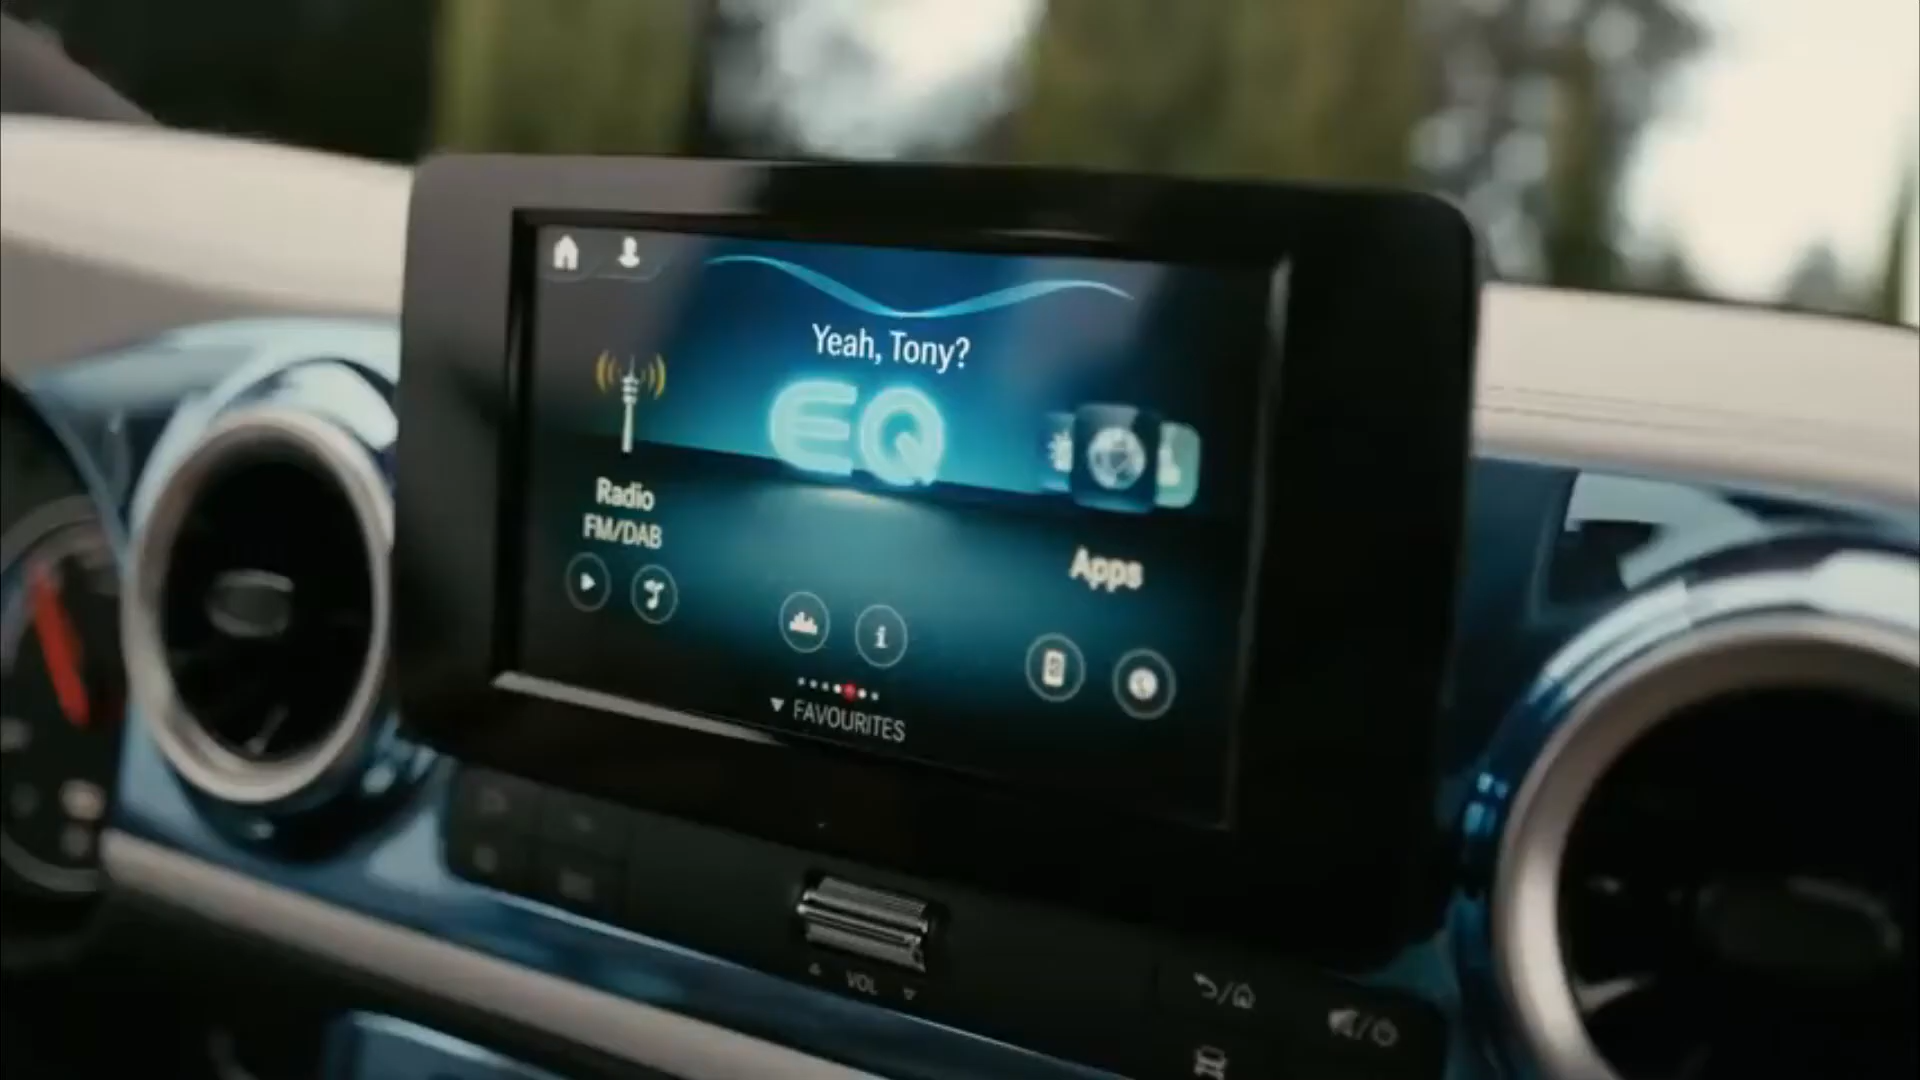 Yeah, Tony?
EQ
Radio
FM/DAB
Apps
FAVOURITES
VOL